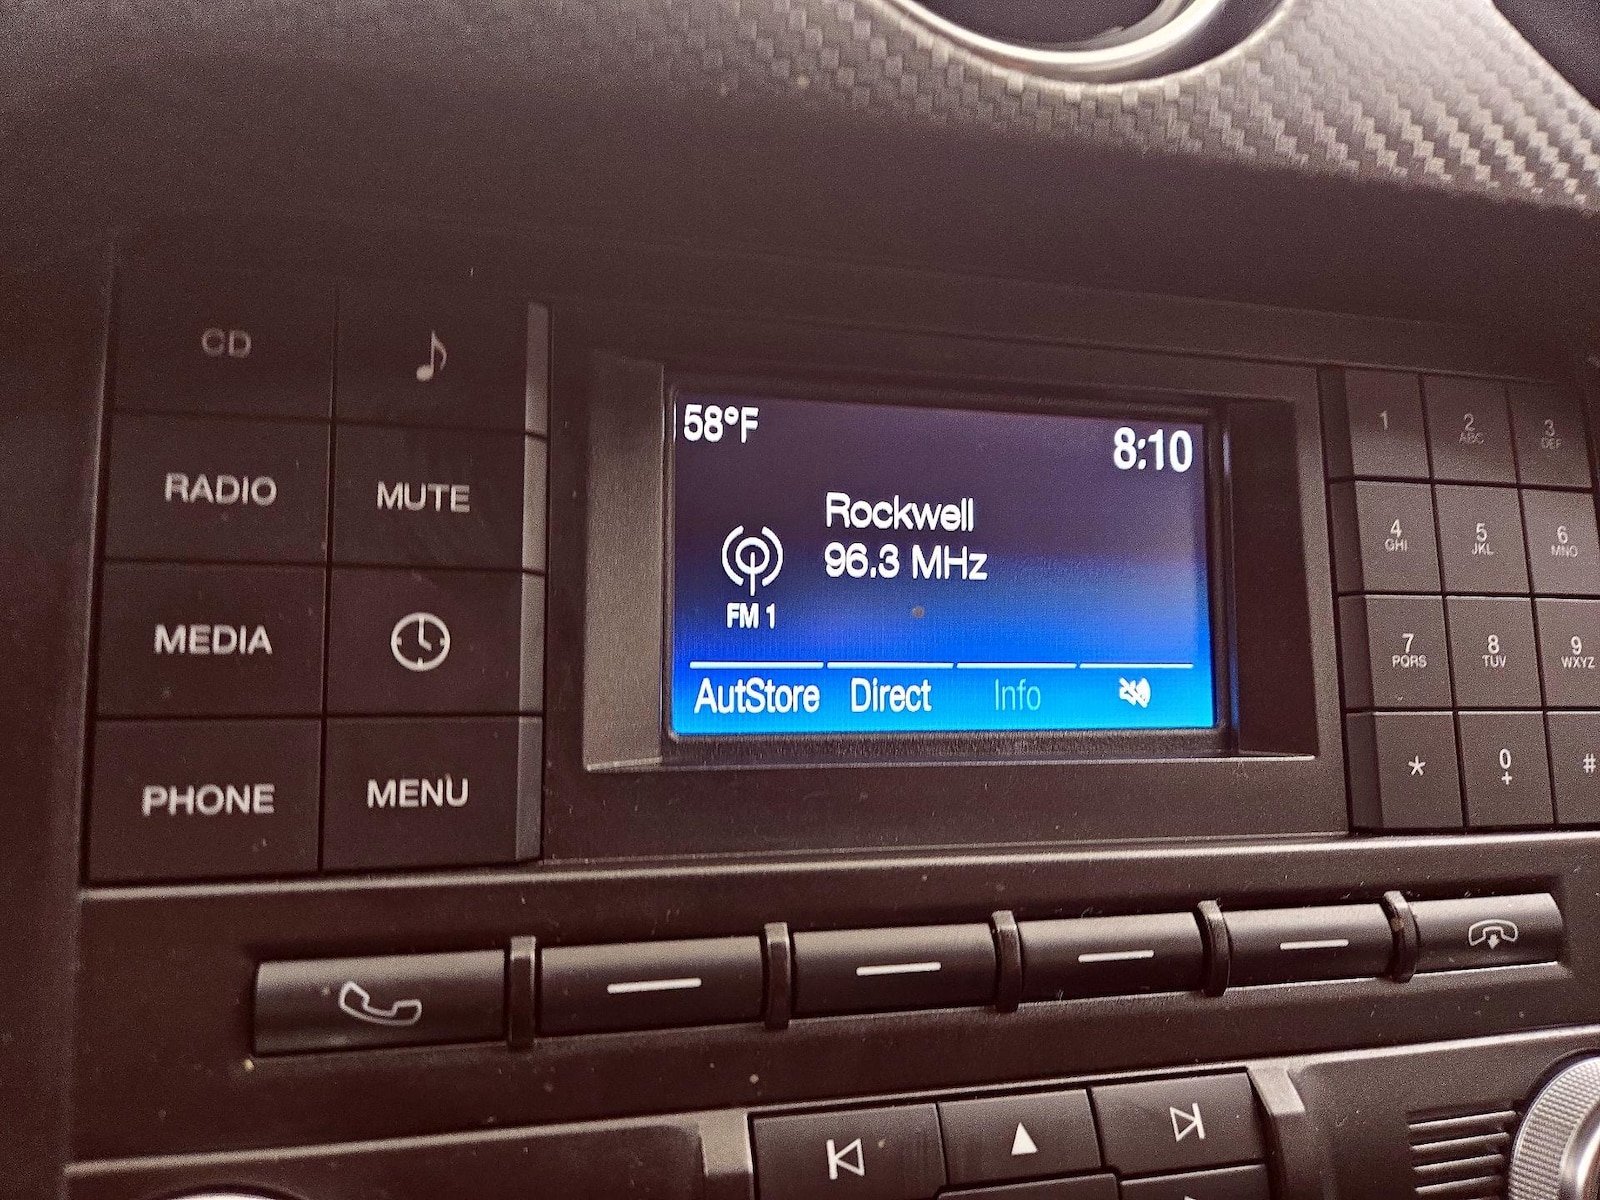 CD
RADIO
MUTE
MEDIA
PHONE
MENU
58°F
8:10
Rockwell
96.3 MHz
FM 1
AutStore Direct Info
1
2
ABC
3
DEF
4
GHI
5
JKL
6
MNO
7
PQRS
8
TUV
9
WXYZ
*
0
+
#